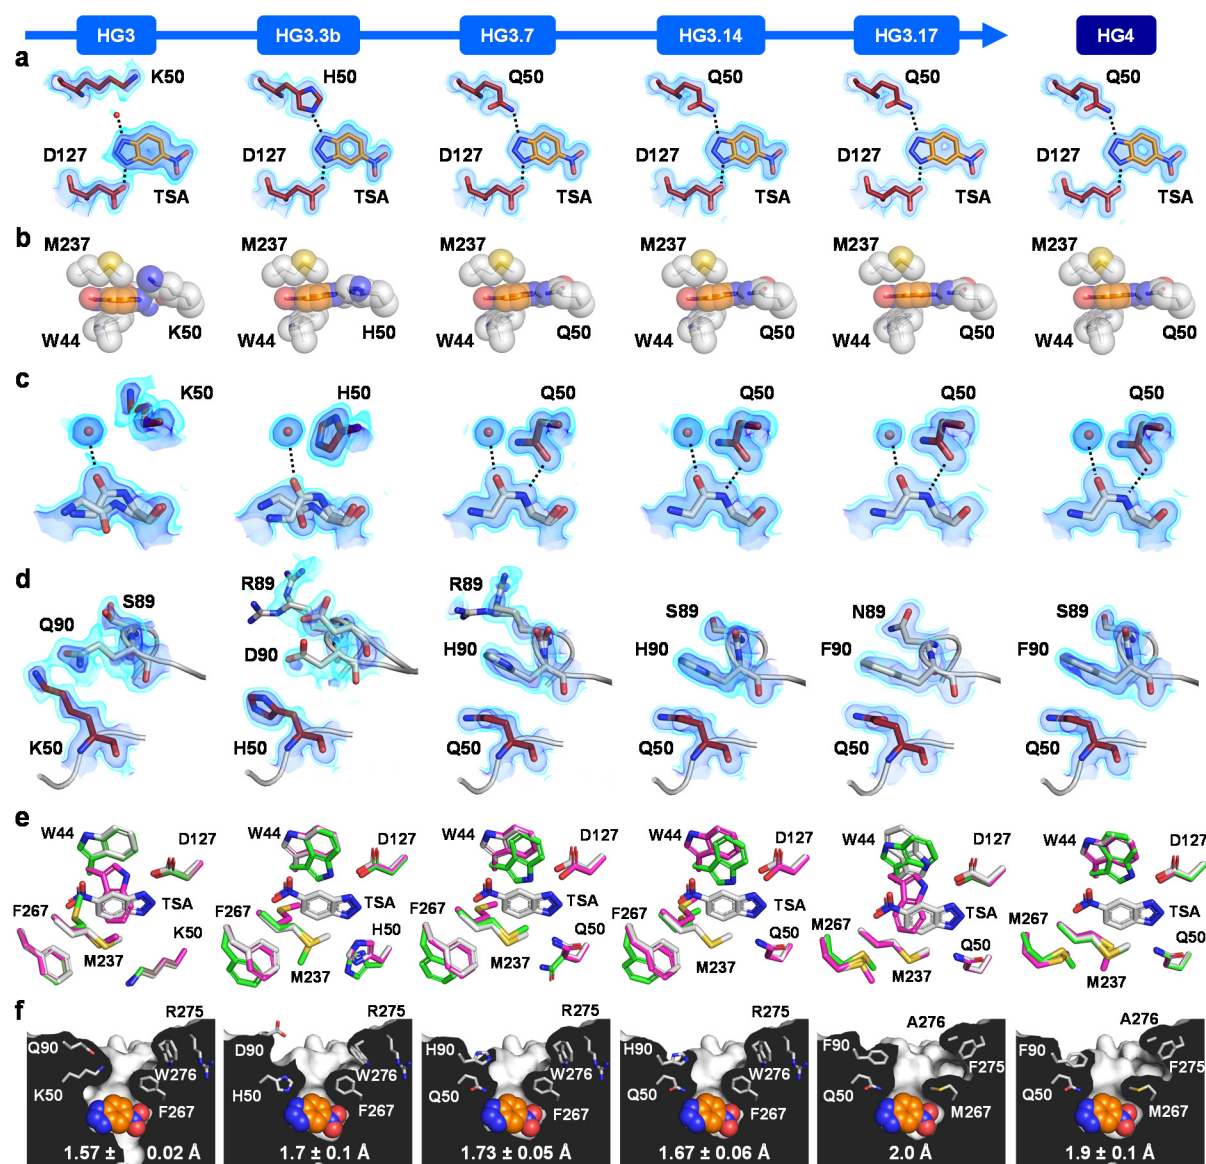 HG3 HG3.3b HG3.7 HG3.14 HG3.17 HG4
a
K50 H50 Q50 Q50 Q50 Q50
D127 D127 D127 D127 D127 D127
TSA TSA TSA TSA TSA TSA
b
M237 M237 M237 M237 M237 M237
W44 K50 W44 H50 W44 Q50 W44 Q50 W44 Q50 W44 Q50
c
K50 H50 Q50 Q50 Q50 Q50
d
S89 R89 R89 S89 N89 S89
Q90 D90 H90 H90 F90 F90
K50 H50 Q50 Q50 Q50 Q50
e
W44 D127 W44 D127 W44 D127 W44 D127 W44 D127 W44 D127
TSA TSA TSA TSA TSA TSA
F267 K50 F267 H50 F267 Q50 F267 Q50 M267 Q50 M267 Q50
M237 M237 M237 M237 M237 M237
f
R275 R275 R275 R275 A276 A276
Q90 W276 D90 W276 H90 W276 H90 W276 F90 F275 F90 F275
K50 F267 H50 F267 Q50 F267 Q50 F267 Q50 M267 Q50 M267
1.57 ± 0.02 Å 1.7 ± 0.1 Å 1.73 ± 0.05 Å 1.67 ± 0.06 Å 2.0 Å 1.9 ± 0.1 Å